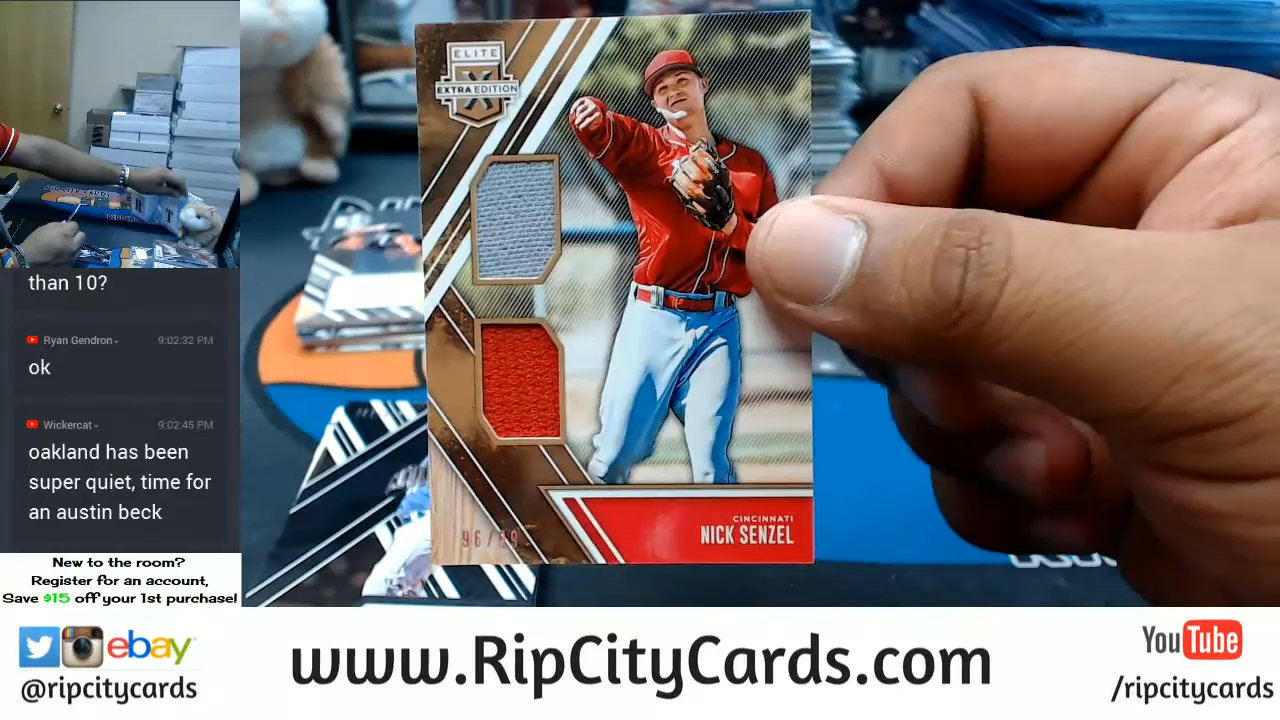 than 10?
Ryan Gendron
9:02:32 PM
ok
Wickercat
9:02:45 PM
oakland has been
super quiet, time for
an austin beck
New to the room?
Register for an account,
Save $15 off your 1st purchase!
ELITE
X
EXTRA EDITION
CINCINNATI
NICK SENZEL
96/99
ebay
@ripcitycards
www.RipCityCards.com
YouTube
/ripcitycards